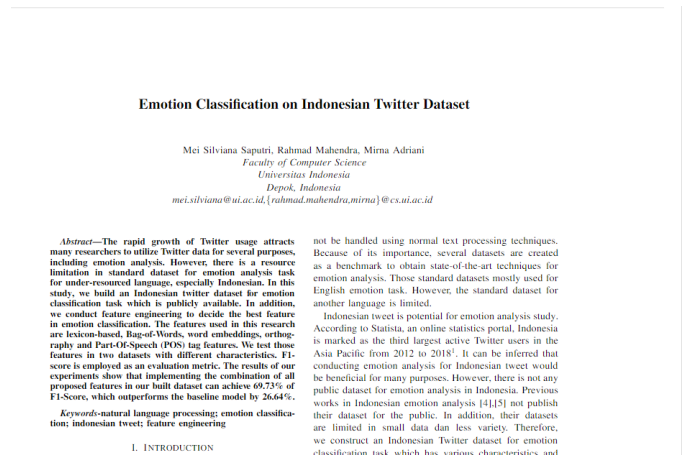 Emotion Classification on Indonesian Twitter Dataset
Mei Silviana Saputri, Rahmad Mahendra, Mirna Adriani
Faculty of Computer Science
Universitas Indonesia
Depok, Indonesia
mei.silviana@ui.ac.id,{rahmad.mahendra,mirna}@cs.ui.ac.id
Abstract—The rapid growth of Twitter usage attracts
many researchers to utilize Twitter data for several purposes,
including emotion analysis. However, there is a resource
limitation in standard dataset for emotion analysis task
for under-resourced language, especially Indonesian. In this
study, we build an Indonesian twitter dataset for emotion
classification task which is publicly available. In addition,
we conduct feature engineering to decide the best feature
in emotion classification. The features used in this research
are lexicon-based, Bag-of-Words, word embeddings, orthog-
raphy and Part-Of-Speech (POS) tag features. We test those
features in two datasets with different characteristics. F1-
score is employed as an evaluation metric. The results of our
experiments show that implementing the combination of all
proposed features in our built dataset can achieve 69.73% of
F1-Score, which outperforms the baseline model by 26.64%.
Keywords-natural language processing; emotion classifica-
tion; indonesian tweet; feature engineering
I. INTRODUCTION
not be handled using normal text processing techniques.
Because of its importance, several datasets are created
as a benchmark to obtain state-of-the-art techniques for
emotion analysis. Those standard datasets mostly used for
English emotion task. However, the standard dataset for
another language is limited.
Indonesian tweet is potential for emotion analysis study.
According to Statista, an online statistics portal, Indonesia
is marked as the third largest active Twitter users in the
Asia Pacific from 2012 to 2018¹. It can be inferred that
conducting emotion analysis for Indonesian tweet would
be beneficial for many purposes. However, there is not any
public dataset for emotion analysis in Indonesia. Previous
works in Indonesian emotion analysis [4],[5] not publish
their dataset for the public. In addition, their datasets
are limited in small data dan less variety. Therefore,
we construct an Indonesian Twitter dataset for emotion
classification task which has various characteristics and